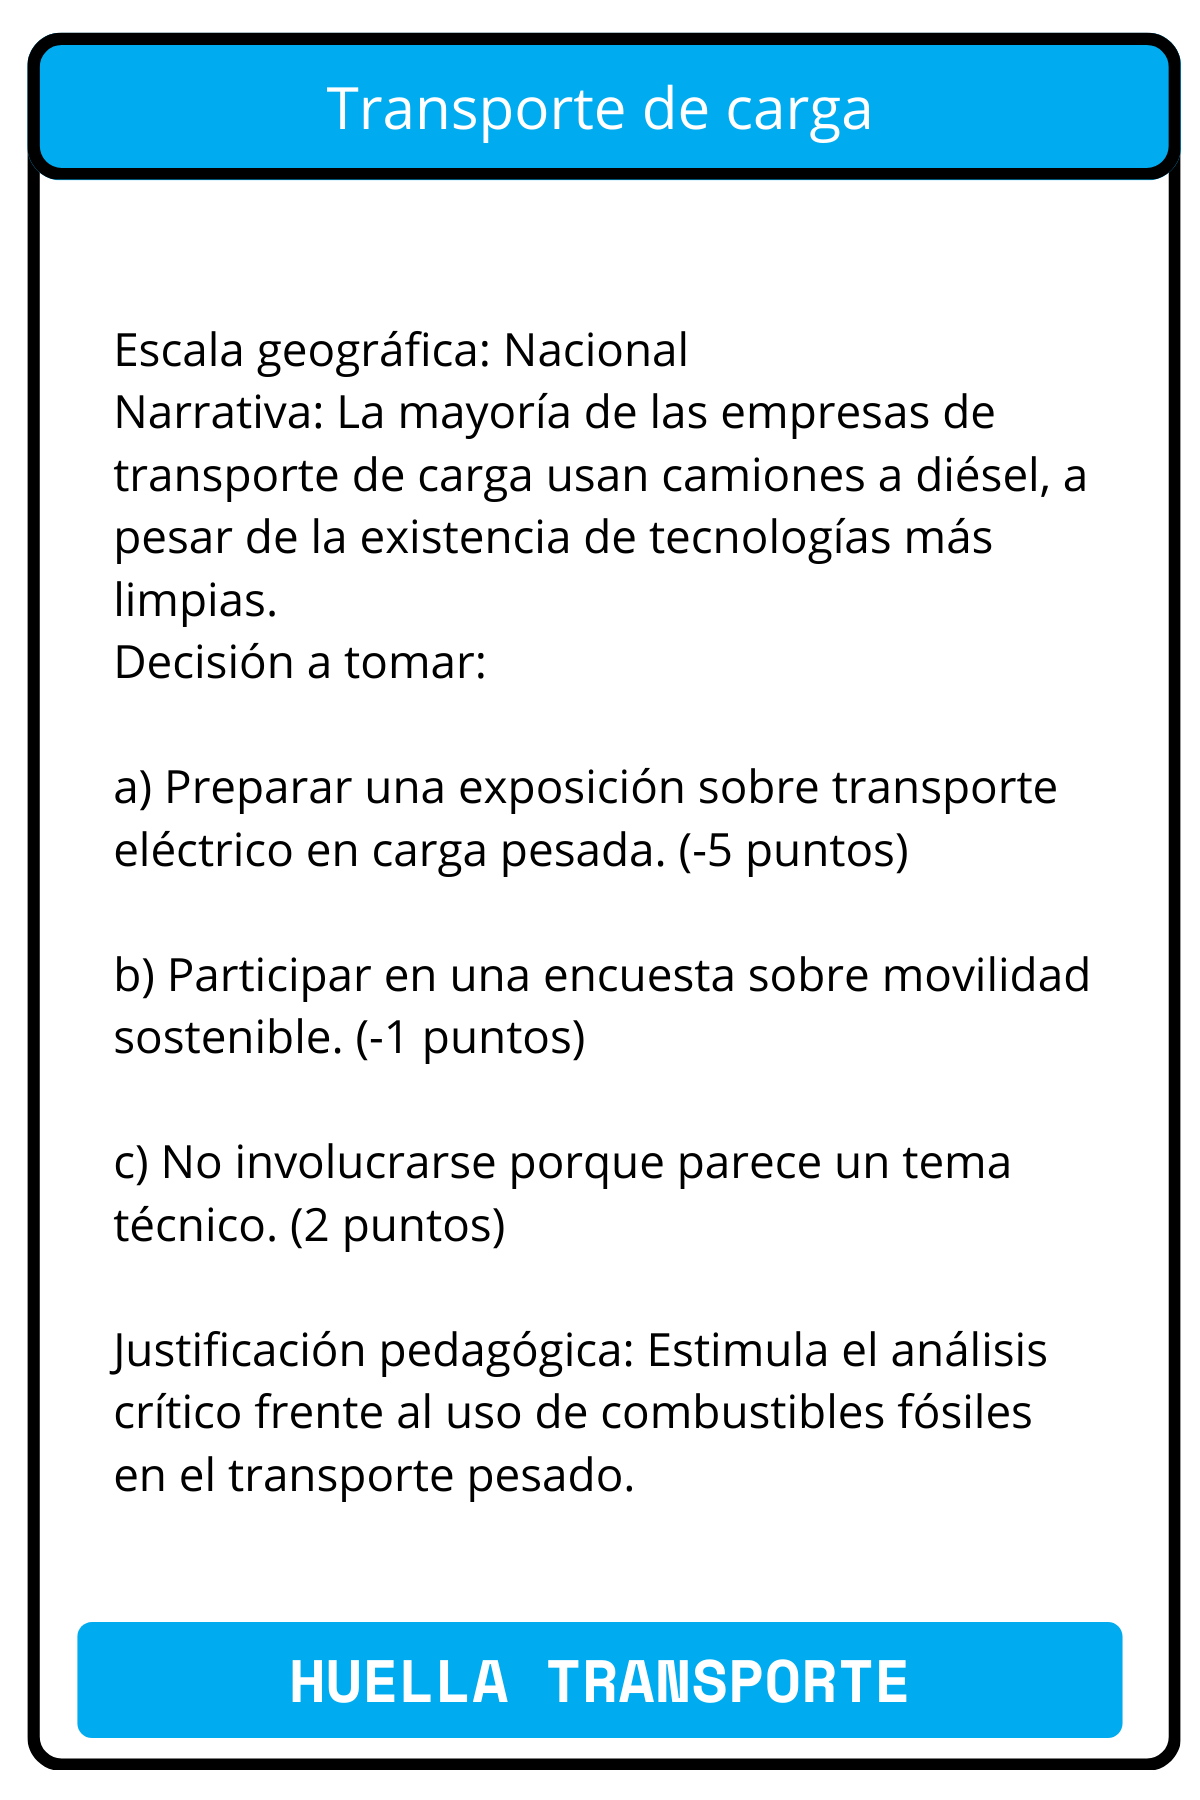 Transporte de carga
Escala geográfica: Nacional
Narrativa: La mayoría de las empresas de
transporte de carga usan camiones a diésel, a
pesar de la existencia de tecnologías más
limpias.
Decisión a tomar:
a) Preparar una exposición sobre transporte
eléctrico en carga pesada. (-5 puntos)
b) Participar en una encuesta sobre movilidad
sostenible. (-1 puntos)
c) No involucrarse porque parece un tema
técnico. (2 puntos)
Justificación pedagógica: Estimula el análisis
crítico frente al uso de combustibles fósiles
en el transporte pesado.
HUELLA TRANSPORTE